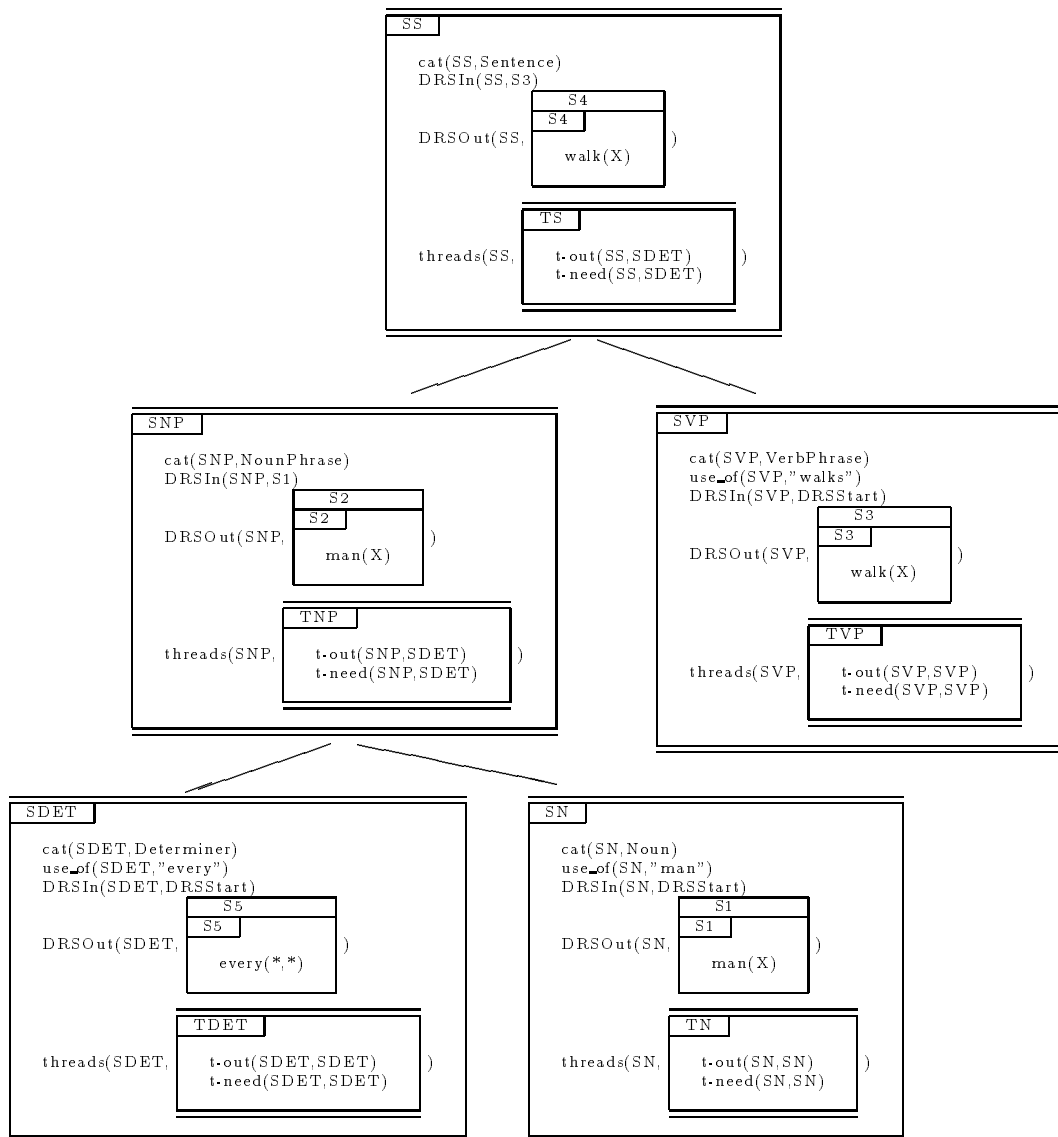 SS
cat(SS,Sentence)
DRSIn(SS,S3)
S4
S4
DRSOut(SS, )
walk(X)
TS
threads(SS, t-out(SS,SDET) )
t-need(SS,SDET)
SNP
cat(SNP,NounPhrase)
DRSIn(SNP,S1)
S2
S2
DRSOut(SNP, )
man(X)
TNP
threads(SNP, t-out(SNP,SDET) )
t-need(SNP,SDET)
SVP
cat(SVP,VerbPhrase)
use_of(SVP,"walks")
DRSIn(SVP,DRSStart)
S3
S3
DRSOut(SVP, )
walk(X)
TVP
threads(SVP, t-out(SVP,SVP) )
t-need(SVP,SVP)
SDET
cat(SDET,Determiner)
use_of(SDET,"every")
DRSIn(SDET,DRSStart)
S5
S5
DRSOut(SDET, )
every(*,*)
TDET
threads(SDET, t-out(SDET,SDET) )
t-need(SDET,SDET)
SN
cat(SN,Noun)
use_of(SN,"man")
DRSIn(SN,DRSStart)
S1
S1
DRSOut(SN, )
man(X)
TN
threads(SN, t-out(SN,SN) )
t-need(SN,SN)